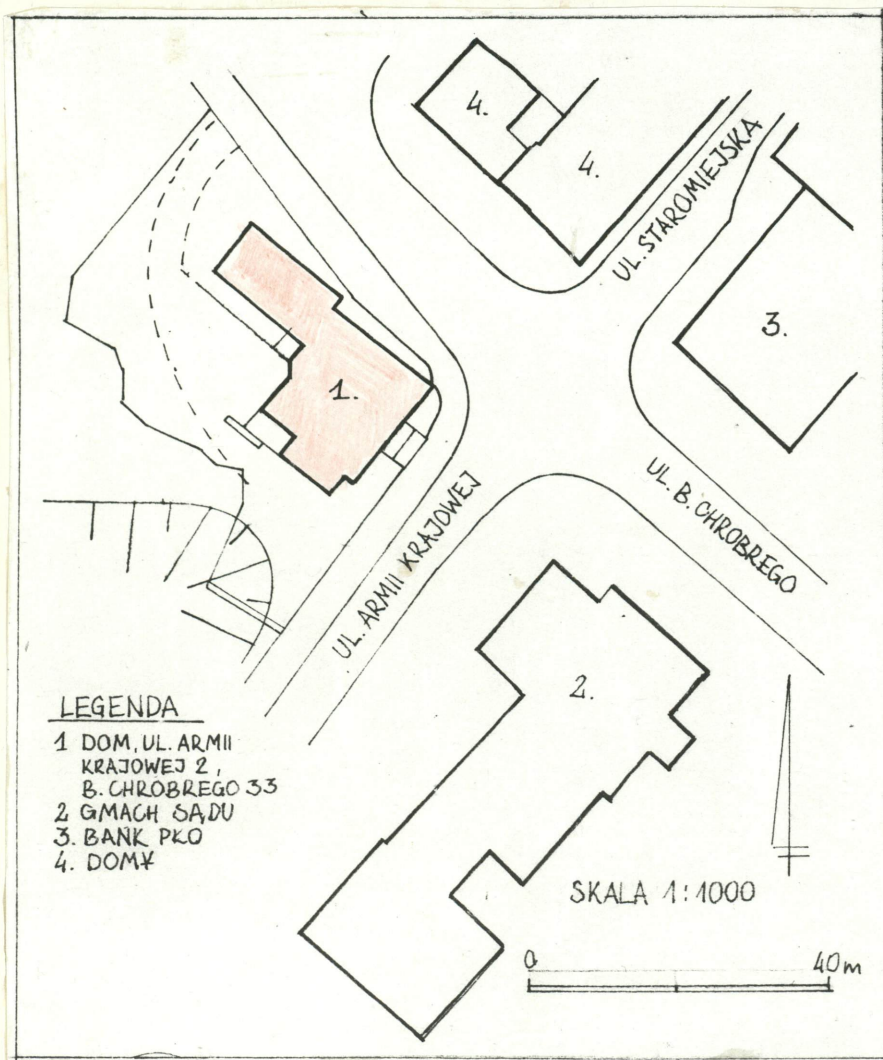 4.
4.
UL. STAROMIEJSKA
3.
1.
UL. B. CHROBREGO
UL. ARMII KRAJOWEJ
2.
LEGENDA
1 DOM, UL. ARMII
KRAJOWEJ 2,
B. CHROBREGO 33
2 GMACH SĄDU
3. BANK PKO
4. DOMY
SKALA 1:1000
0 40m